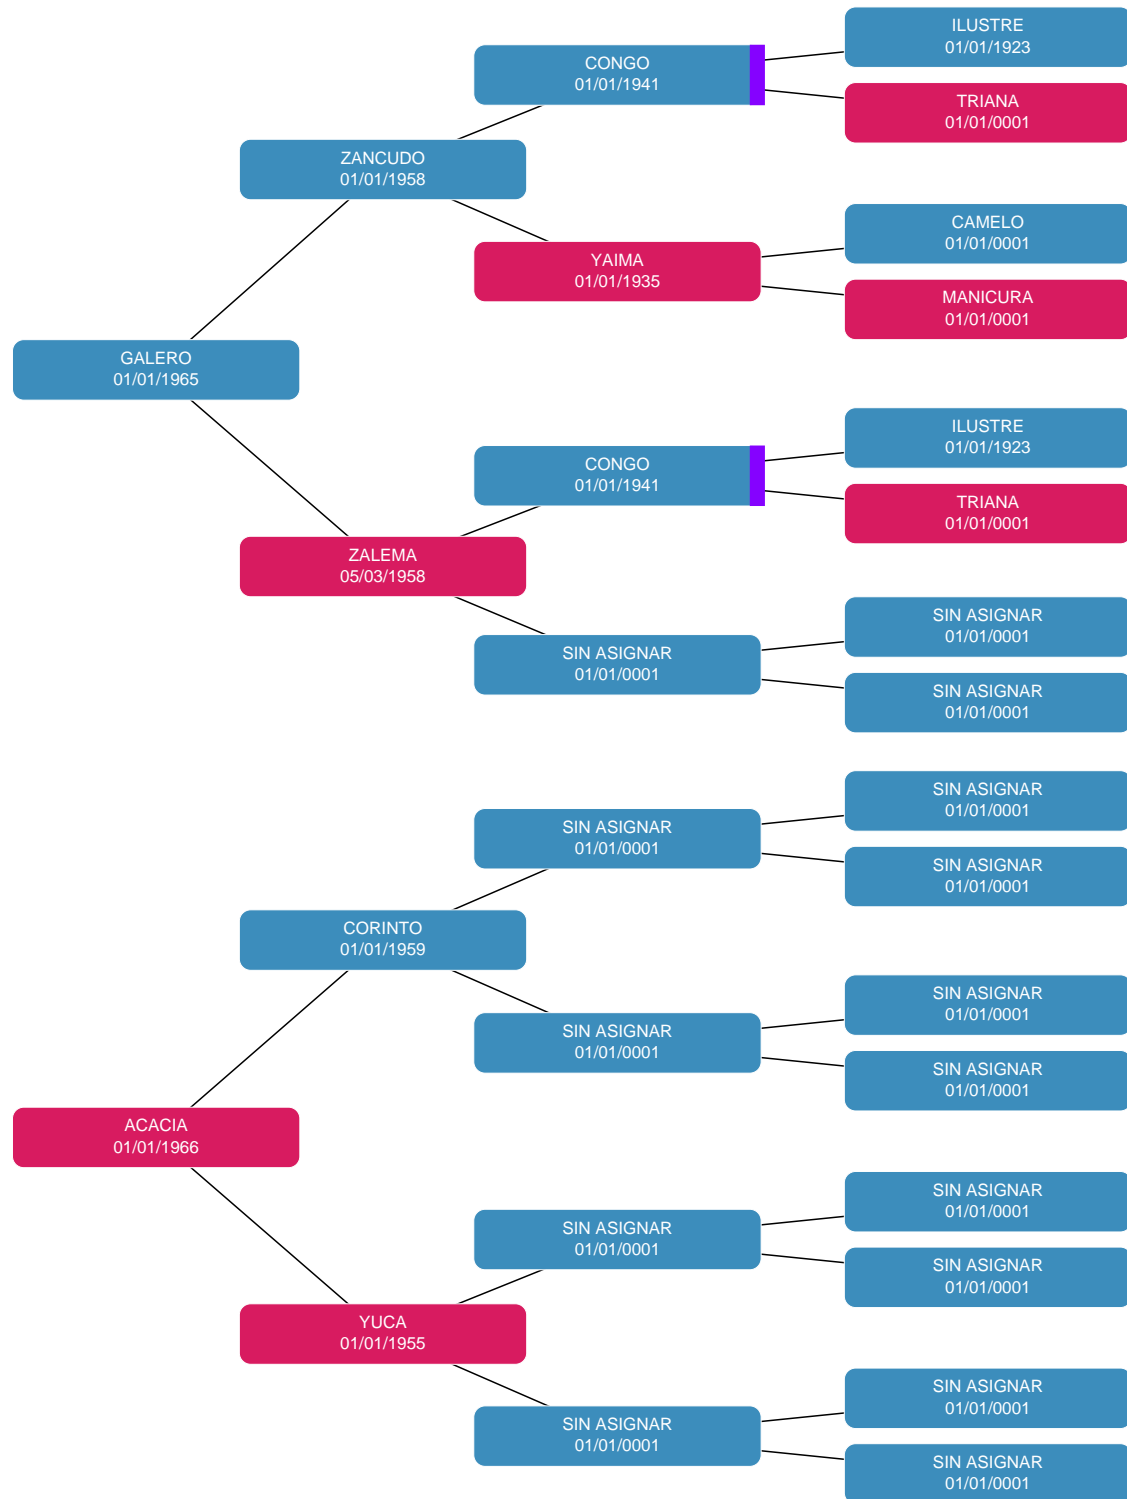 ILUSTRE
01/01/1923
CONGO
01/01/1941
TRIANA
01/01/0001
ZANCUDO
01/01/1958
CAMELO
01/01/0001
YAIMA
01/01/1935
MANICURA
01/01/0001
GALERO
01/01/1965
ILUSTRE
01/01/1923
CONGO
01/01/1941
TRIANA
01/01/0001
ZALEMA
05/03/1958
SIN ASIGNAR
01/01/0001
SIN ASIGNAR
01/01/0001
SIN ASIGNAR
01/01/0001
SIN ASIGNAR
01/01/0001
SIN ASIGNAR
01/01/0001
SIN ASIGNAR
01/01/0001
CORINTO
01/01/1959
SIN ASIGNAR
01/01/0001
SIN ASIGNAR
01/01/0001
SIN ASIGNAR
01/01/0001
ACACIA
01/01/1966
SIN ASIGNAR
01/01/0001
SIN ASIGNAR
01/01/0001
SIN ASIGNAR
01/01/0001
YUCA
01/01/1955
SIN ASIGNAR
01/01/0001
SIN ASIGNAR
01/01/0001
SIN ASIGNAR
01/01/0001